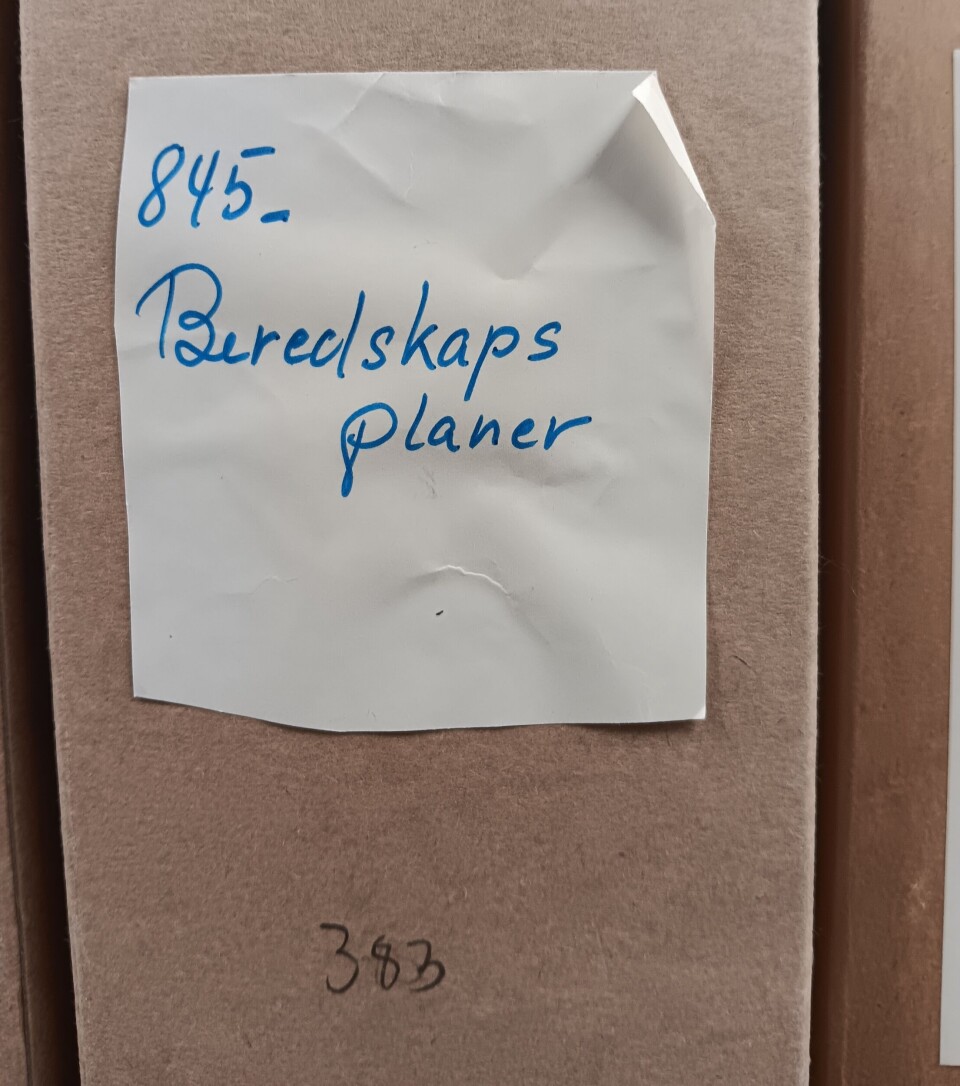 845-
Beredskaps
planer
383